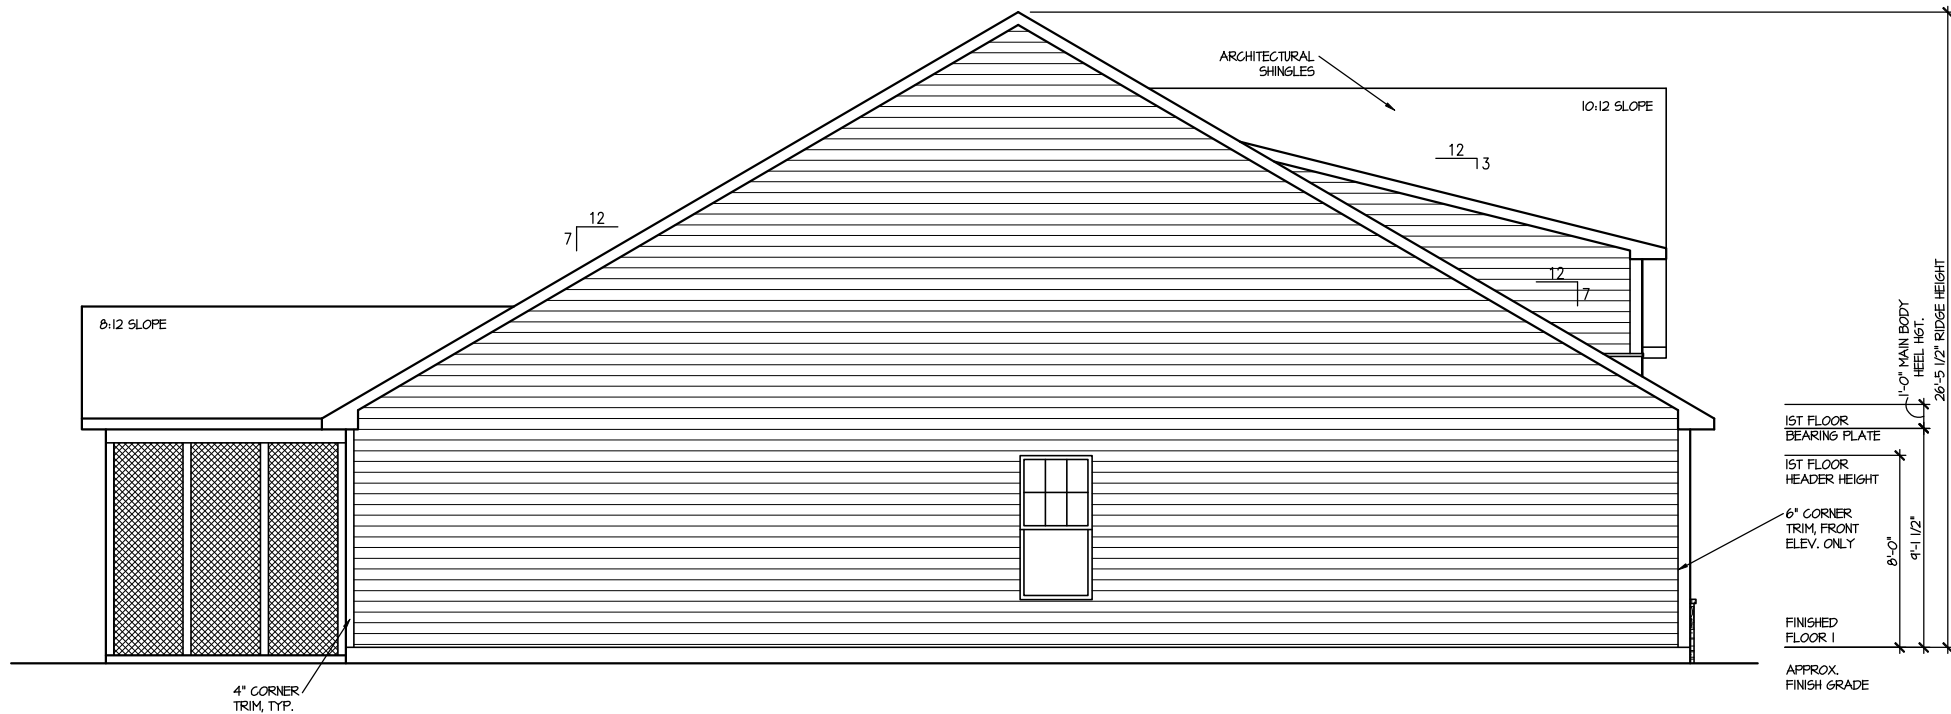 ARCHITECTURAL
SHINGLES
10:12 SLOPE
12
3
12
7
12
7
8:12 SLOPE
1'-0" MAIN BODY
HEEL HGT.
26'-5 1/2" RIDGE HEIGHT
1ST FLOOR
BEARING PLATE
1ST FLOOR
HEADER HEIGHT
6" CORNER
TRIM, FRONT
ELEV. ONLY
8'-0"
9'-1 1/2"
FINISHED
FLOOR 1
APPROX.
FINISH GRADE
4" CORNER
TRIM, TYP.